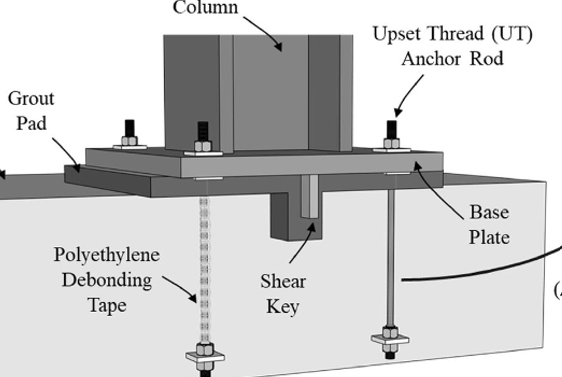 Column
Upset Thread (UT)
Anchor Rod
Grout
Pad
Base
Plate
Polyethylene
Debonding
Tape
Shear
Key